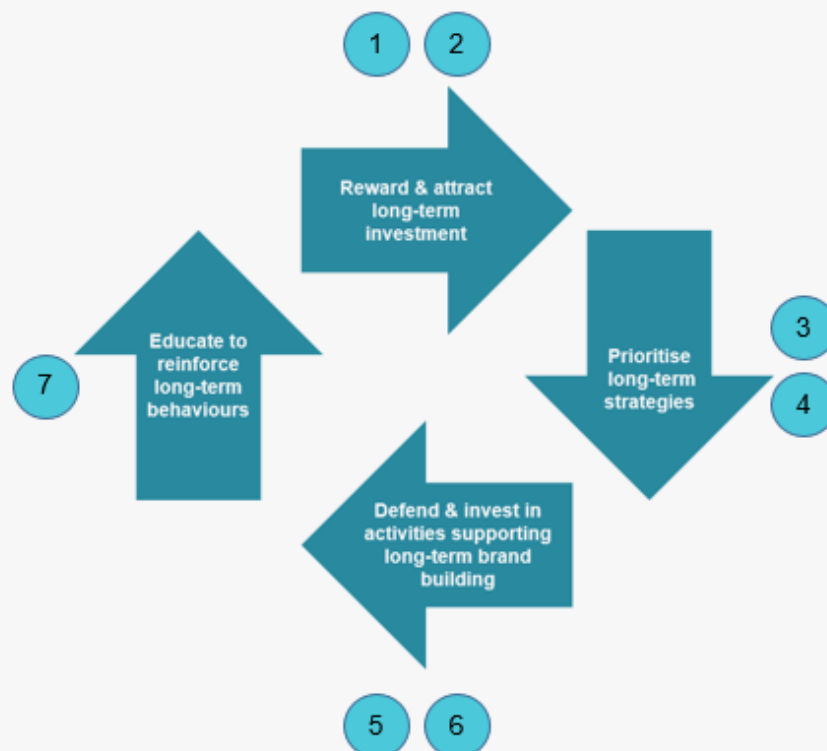 1 2
Reward & attract
long-term
investment
3
Prioritise
long-term
strategies
4
Educate to
reinforce
long-term
behaviours
7
Defend & invest in
activities supporting
long-term brand
building
5 6